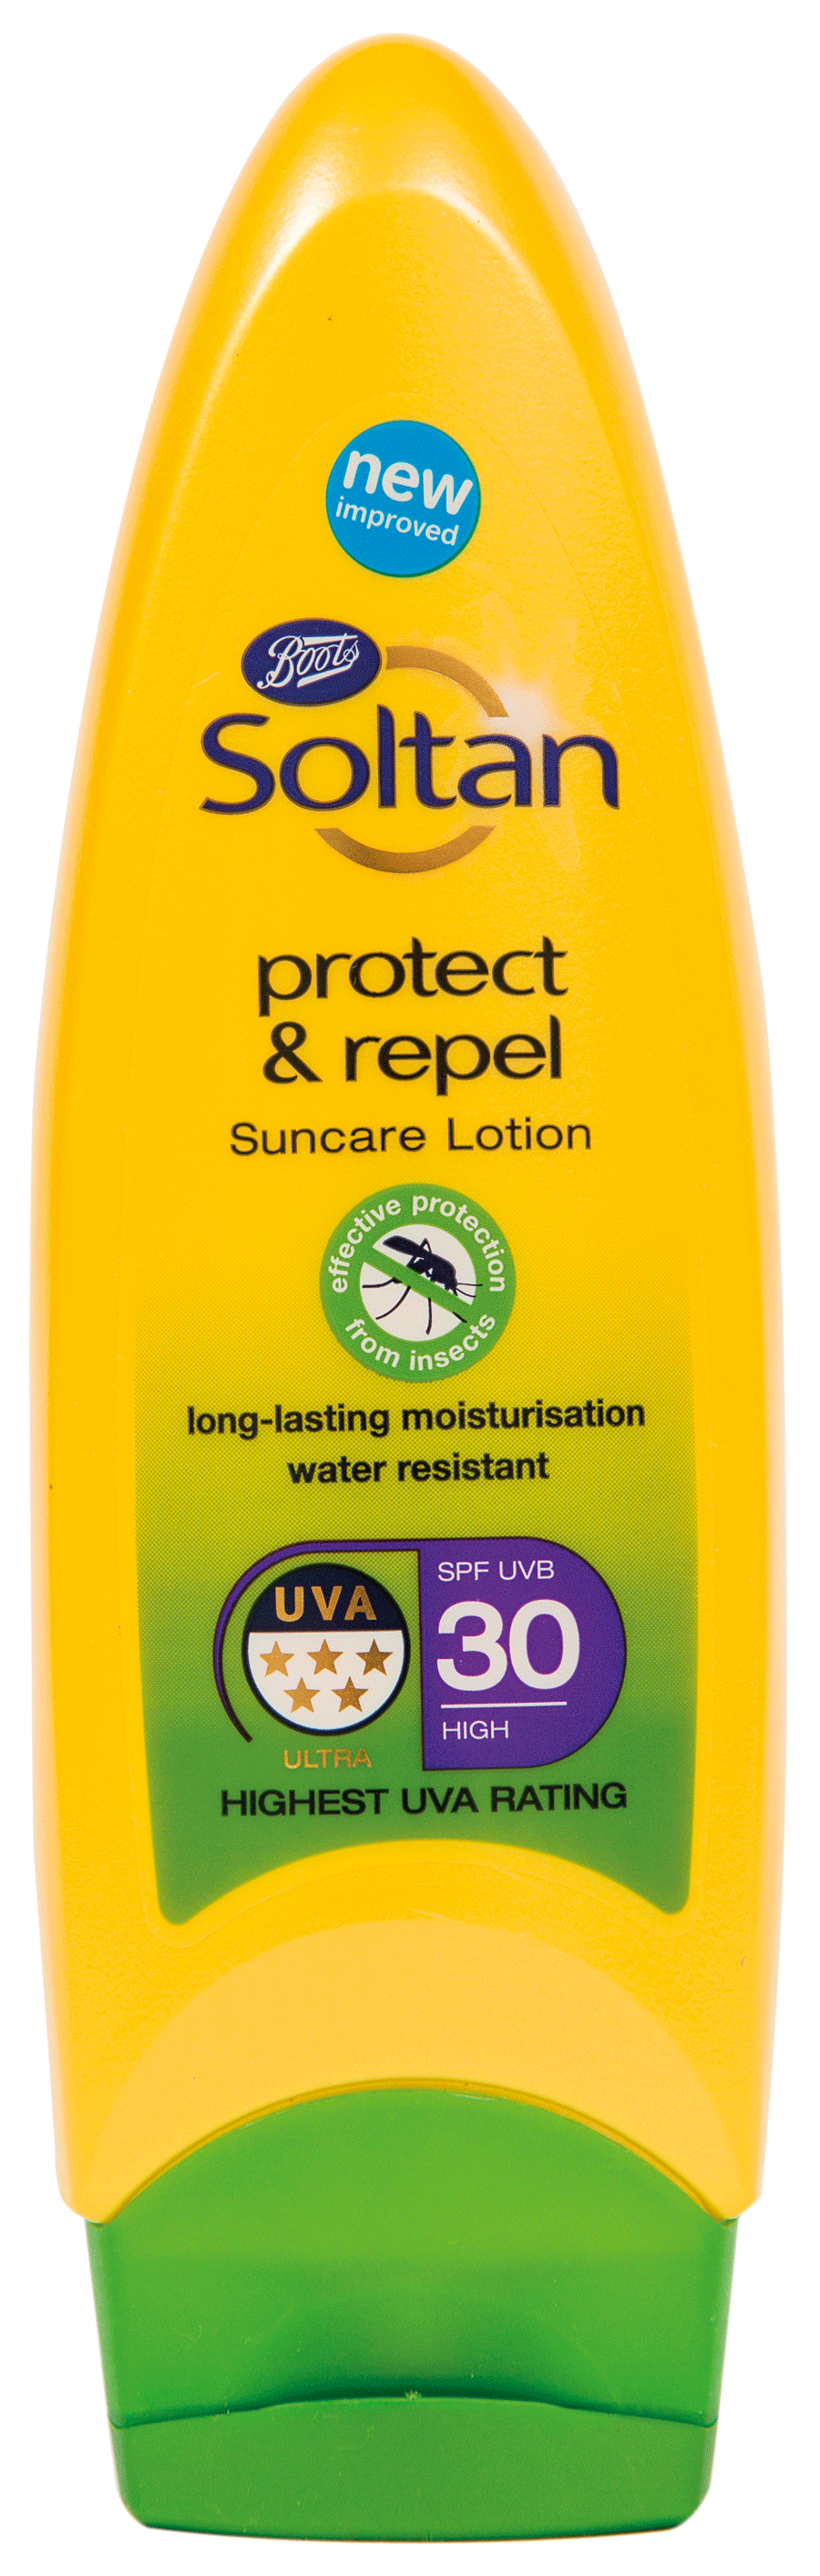 new
improved
Boots
Soltan
protect
& repel
Suncare Lotion
effective protection
from insects
long-lasting moisturisation
water resistant
UVA
SPF UVB
30
HIGH
ULTRA
HIGHEST UVA RATING